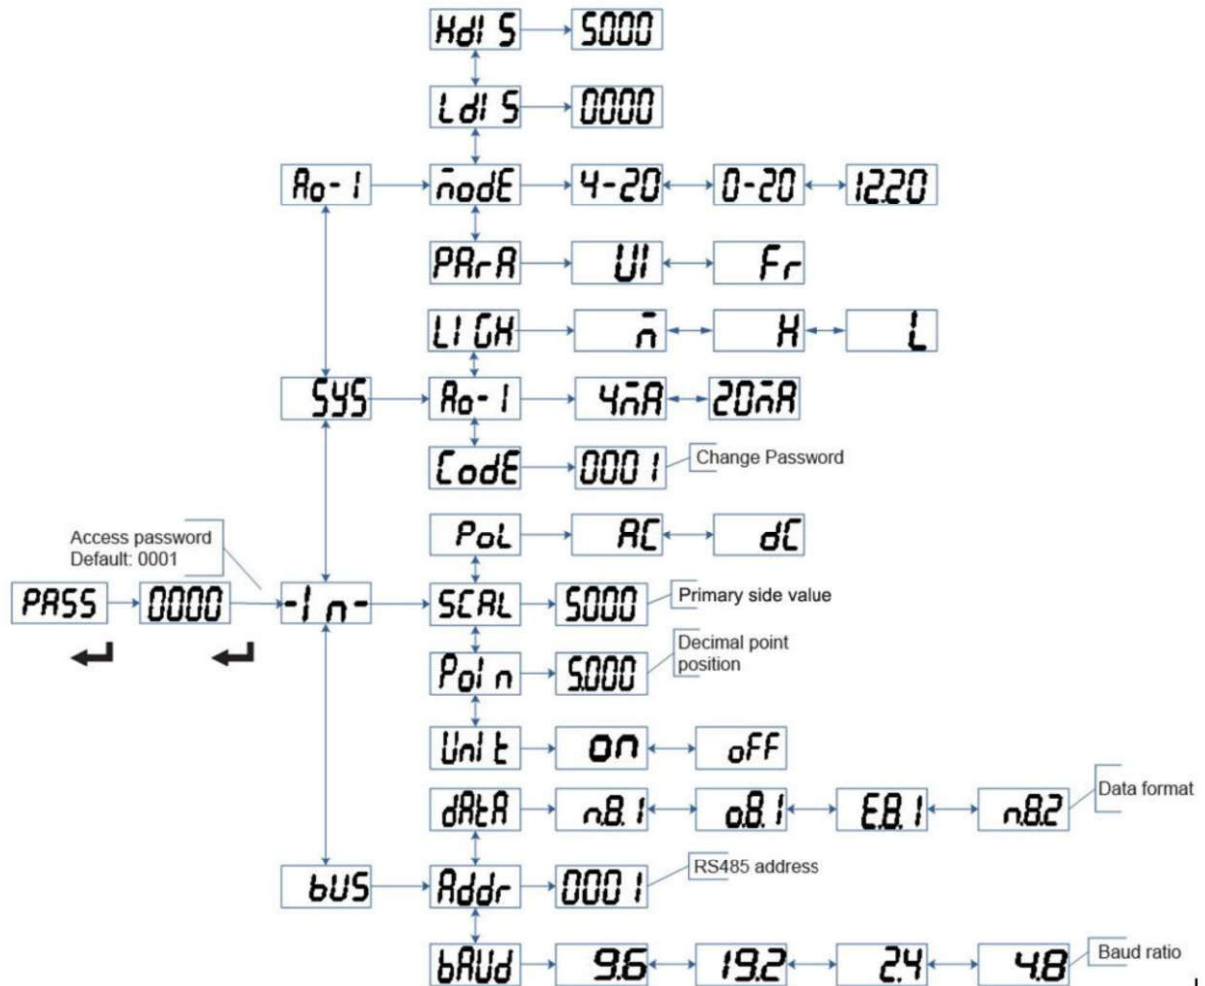 HdIS 5000
LdIS 0000
Ao-1 modE 4-20 0-20 12.20
PArA UI Fr
LIGH m H L
SYS Ao-1 4mA 20mA
CodE 0001 Change Password
PoL AC dC
Access password
Default: 0001
PASS 0000 -In- SCAL 5000 Primary side value
PoIn 5.000 Decimal point
position
UnIt on oFF
dAtA n.8.1 o.8.1 E.8.1 n.8.2 Data format
bUS Addr 0001 RS485 address
bAUd 9.6 19.2 2.4 4.8 Baud ratio